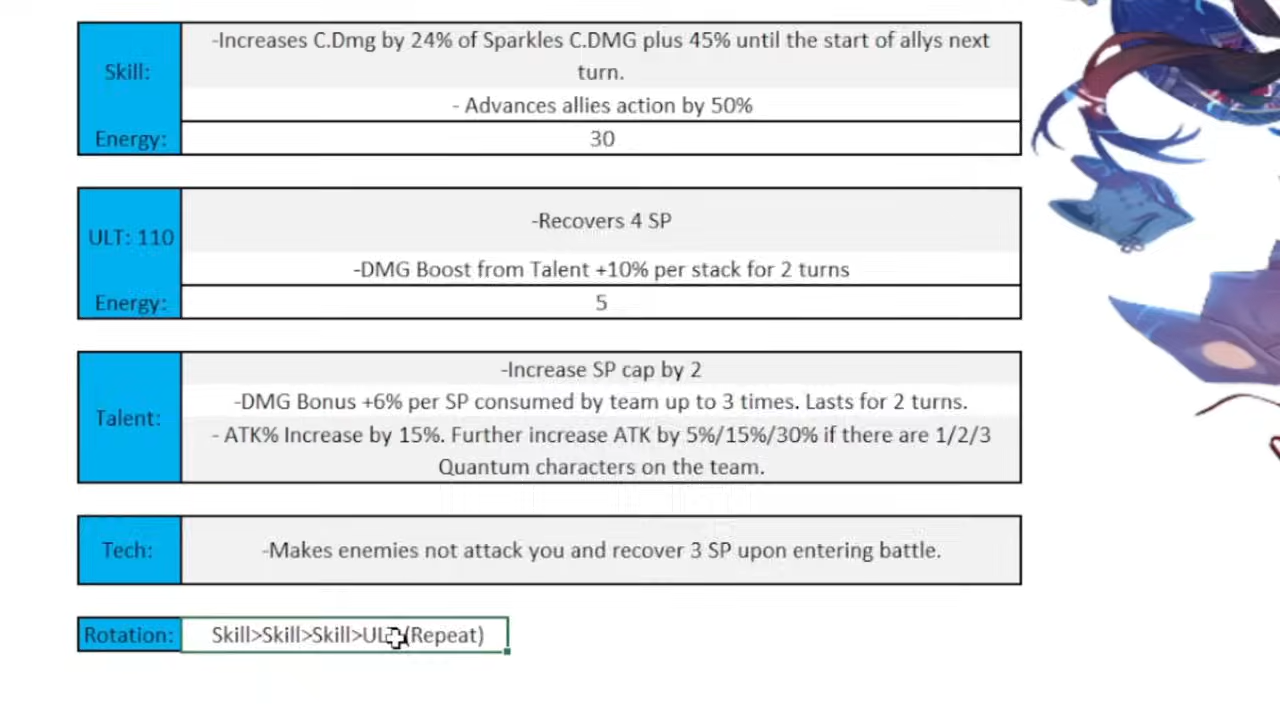 -Increases C.Dmg by 24% of Sparkles C.DMG plus 45% until the start of allys next
turn.
Skill:
- Advances allies action by 50%
Energy:
30
-Recovers 4 SP
ULT: 110
-DMG Boost from Talent +10% per stack for 2 turns
Energy:
5
-Increase SP cap by 2
-DMG Bonus +6% per SP consumed by team up to 3 times. Lasts for 2 turns.
Talent:
- ATK% Increase by 15%. Further increase ATK by 5%/15%/30% if there are 1/2/3
Quantum characters on the team.
Tech:
-Makes enemies not attack you and recover 3 SP upon entering battle.
Rotation:
Skill>Skill>Skill>ULT (Repeat)